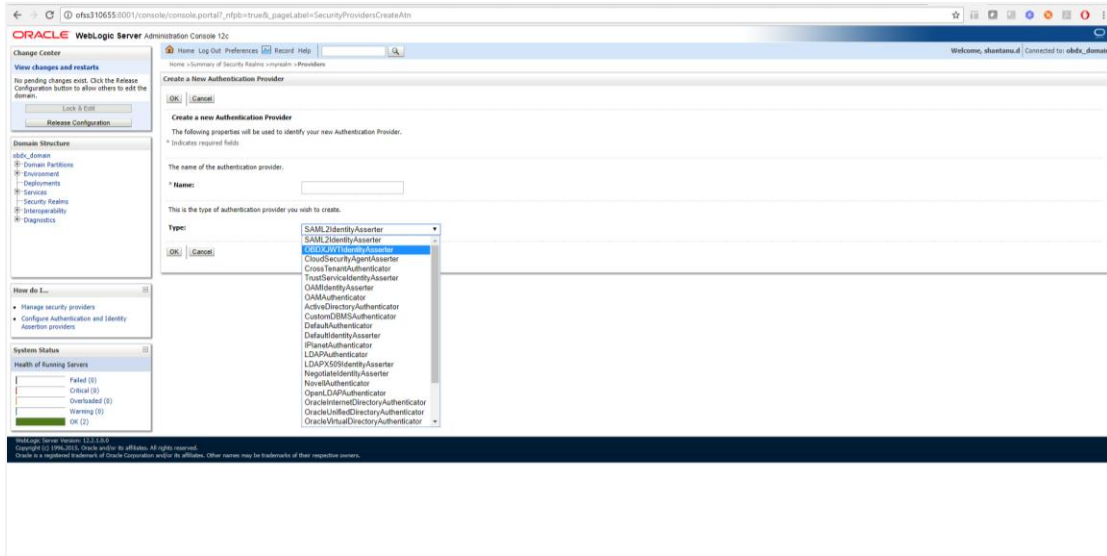 ofss310655:8001/console/console.portal?_nfpb=true&_pageLabel=SecurityProvidersCreateAtn
ORACLE WebLogic Server Administration Console 12c
Change Center
View changes and restarts
No pending changes exist. Click the Release
Configuration button to allow others to edit the
domain.
Lock & Edit
Release Configuration
Domain Structure
obdx_domain
Domain Partitions
Environment
Deployments
Services
Security Realms
Interoperability
Diagnostics
How do I...
Manage security providers
Configure Authentication and Identity
Assertion providers
System Status
Health of Running Servers
Failed (0)
Critical (0)
Overloaded (0)
Warning (0)
OK (2)
Home Log Out Preferences Record Help
Welcome, shantanu.d Connected to: obdx_domain
Home >Summary of Security Realms >myrealm >Providers
Create a New Authentication Provider
OK Cancel
Create a new Authentication Provider
The following properties will be used to identify your new Authentication Provider.
* Indicates required fields
The name of the authentication provider.
* Name:
This is the type of authentication provider you wish to create.
Type: SAML2IdentityAsserter
SAML2IdentityAsserter
OBDXJWTIdentityAsserter
CloudSecurityAgentAsserter
CrossTenantAuthenticator
TrustServiceIdentityAsserter
OAMIdentityAsserter
OAMAuthenticator
ActiveDirectoryAuthenticator
CustomDBMSAuthenticator
DefaultAuthenticator
DefaultIdentityAsserter
IPlanetAuthenticator
LDAPAuthenticator
LDAPX509IdentityAsserter
NegotiateIdentityAsserter
NovellAuthenticator
OpenLDAPAuthenticator
OracleInternetDirectoryAuthenticator
OracleUnifiedDirectoryAuthenticator
OracleVirtualDirectoryAuthenticator
OK Cancel
WebLogic Server Version: 12.2.1.0.0
Copyright (c) 1996,2015, Oracle and/or its affiliates. All rights reserved.
Oracle is a registered trademark of Oracle Corporation and/or its affiliates. Other names may be trademarks of their respective owners.